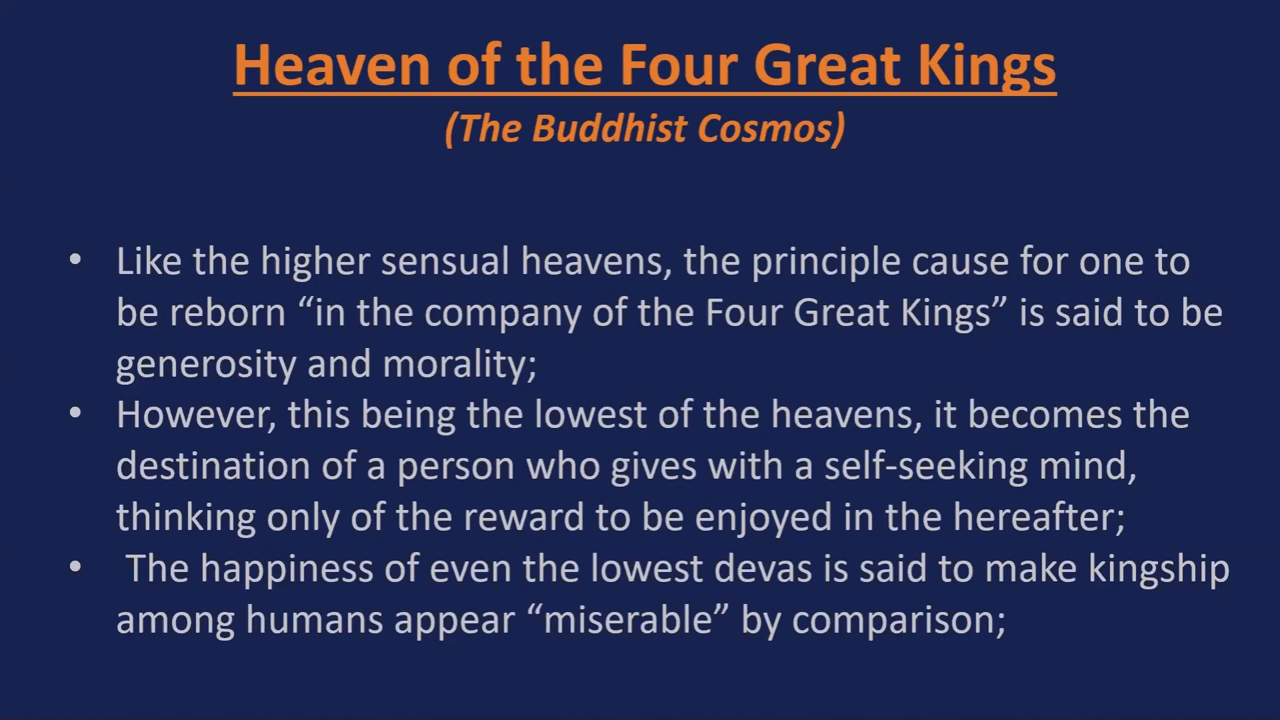 Heaven of the Four Great Kings
(The Buddhist Cosmos)
• Like the higher sensual heavens, the principle cause for one to
be reborn “in the company of the Four Great Kings” is said to be
generosity and morality;
• However, this being the lowest of the heavens, it becomes the
destination of a person who gives with a self-seeking mind,
thinking only of the reward to be enjoyed in the hereafter;
• The happiness of even the lowest devas is said to make kingship
among humans appear “miserable” by comparison;